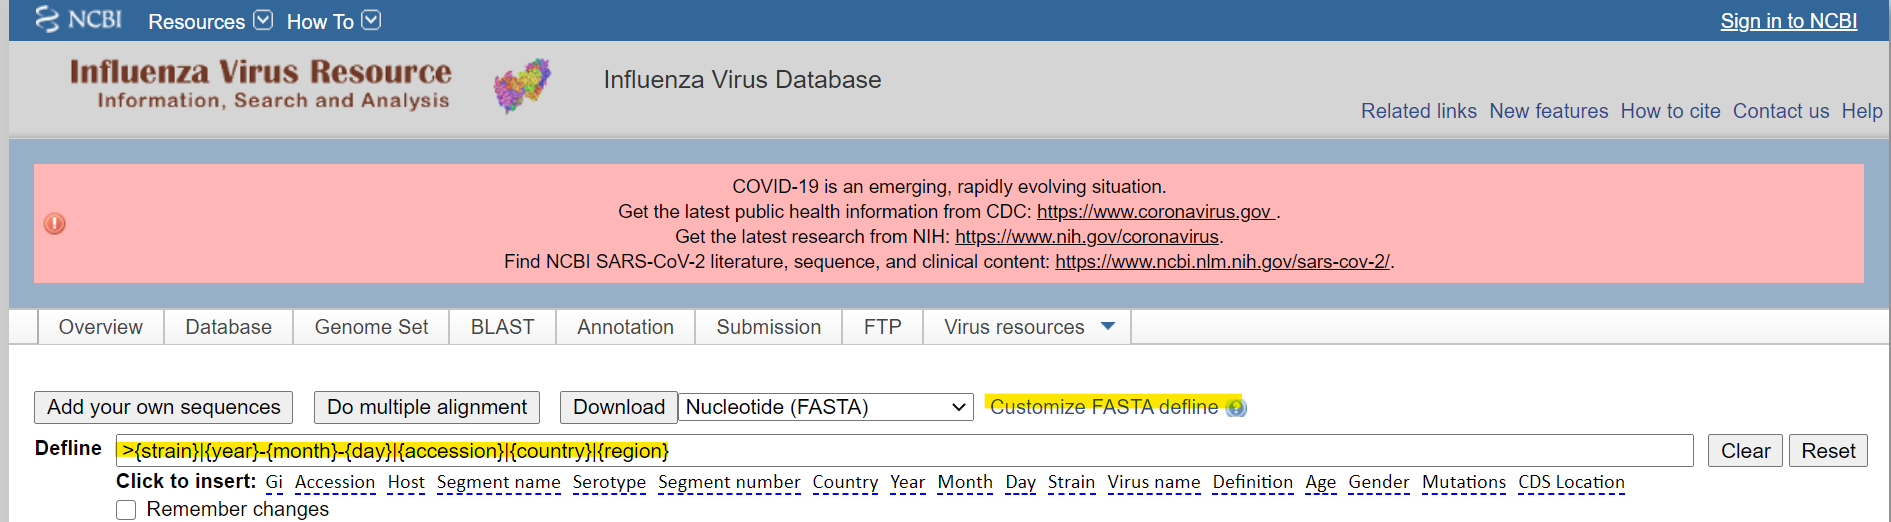 NCBI Resources How To Sign in to NCBI
Influenza Virus Resource
Information, Search and Analysis
Influenza Virus Database
Related links New features How to cite Contact us Help
COVID-19 is an emerging, rapidly evolving situation.
Get the latest public health information from CDC: https://www.coronavirus.gov .
Get the latest research from NIH: https://www.nih.gov/coronavirus.
Find NCBI SARS-CoV-2 literature, sequence, and clinical content: https://www.ncbi.nlm.nih.gov/sars-cov-2/.
Overview Database Genome Set BLAST Annotation Submission FTP Virus resources
Add your own sequences Do multiple alignment Download Nucleotide (FASTA) Customize FASTA defline ?
Defline >{strain}|{year}-{month}-{day}|{accession}|{country}|{region} Clear Reset
Click to insert: Gi Accession Host Segment name Serotype Segment number Country Year Month Day Strain Virus name Definition Age Gender Mutations CDS Location
Remember changes